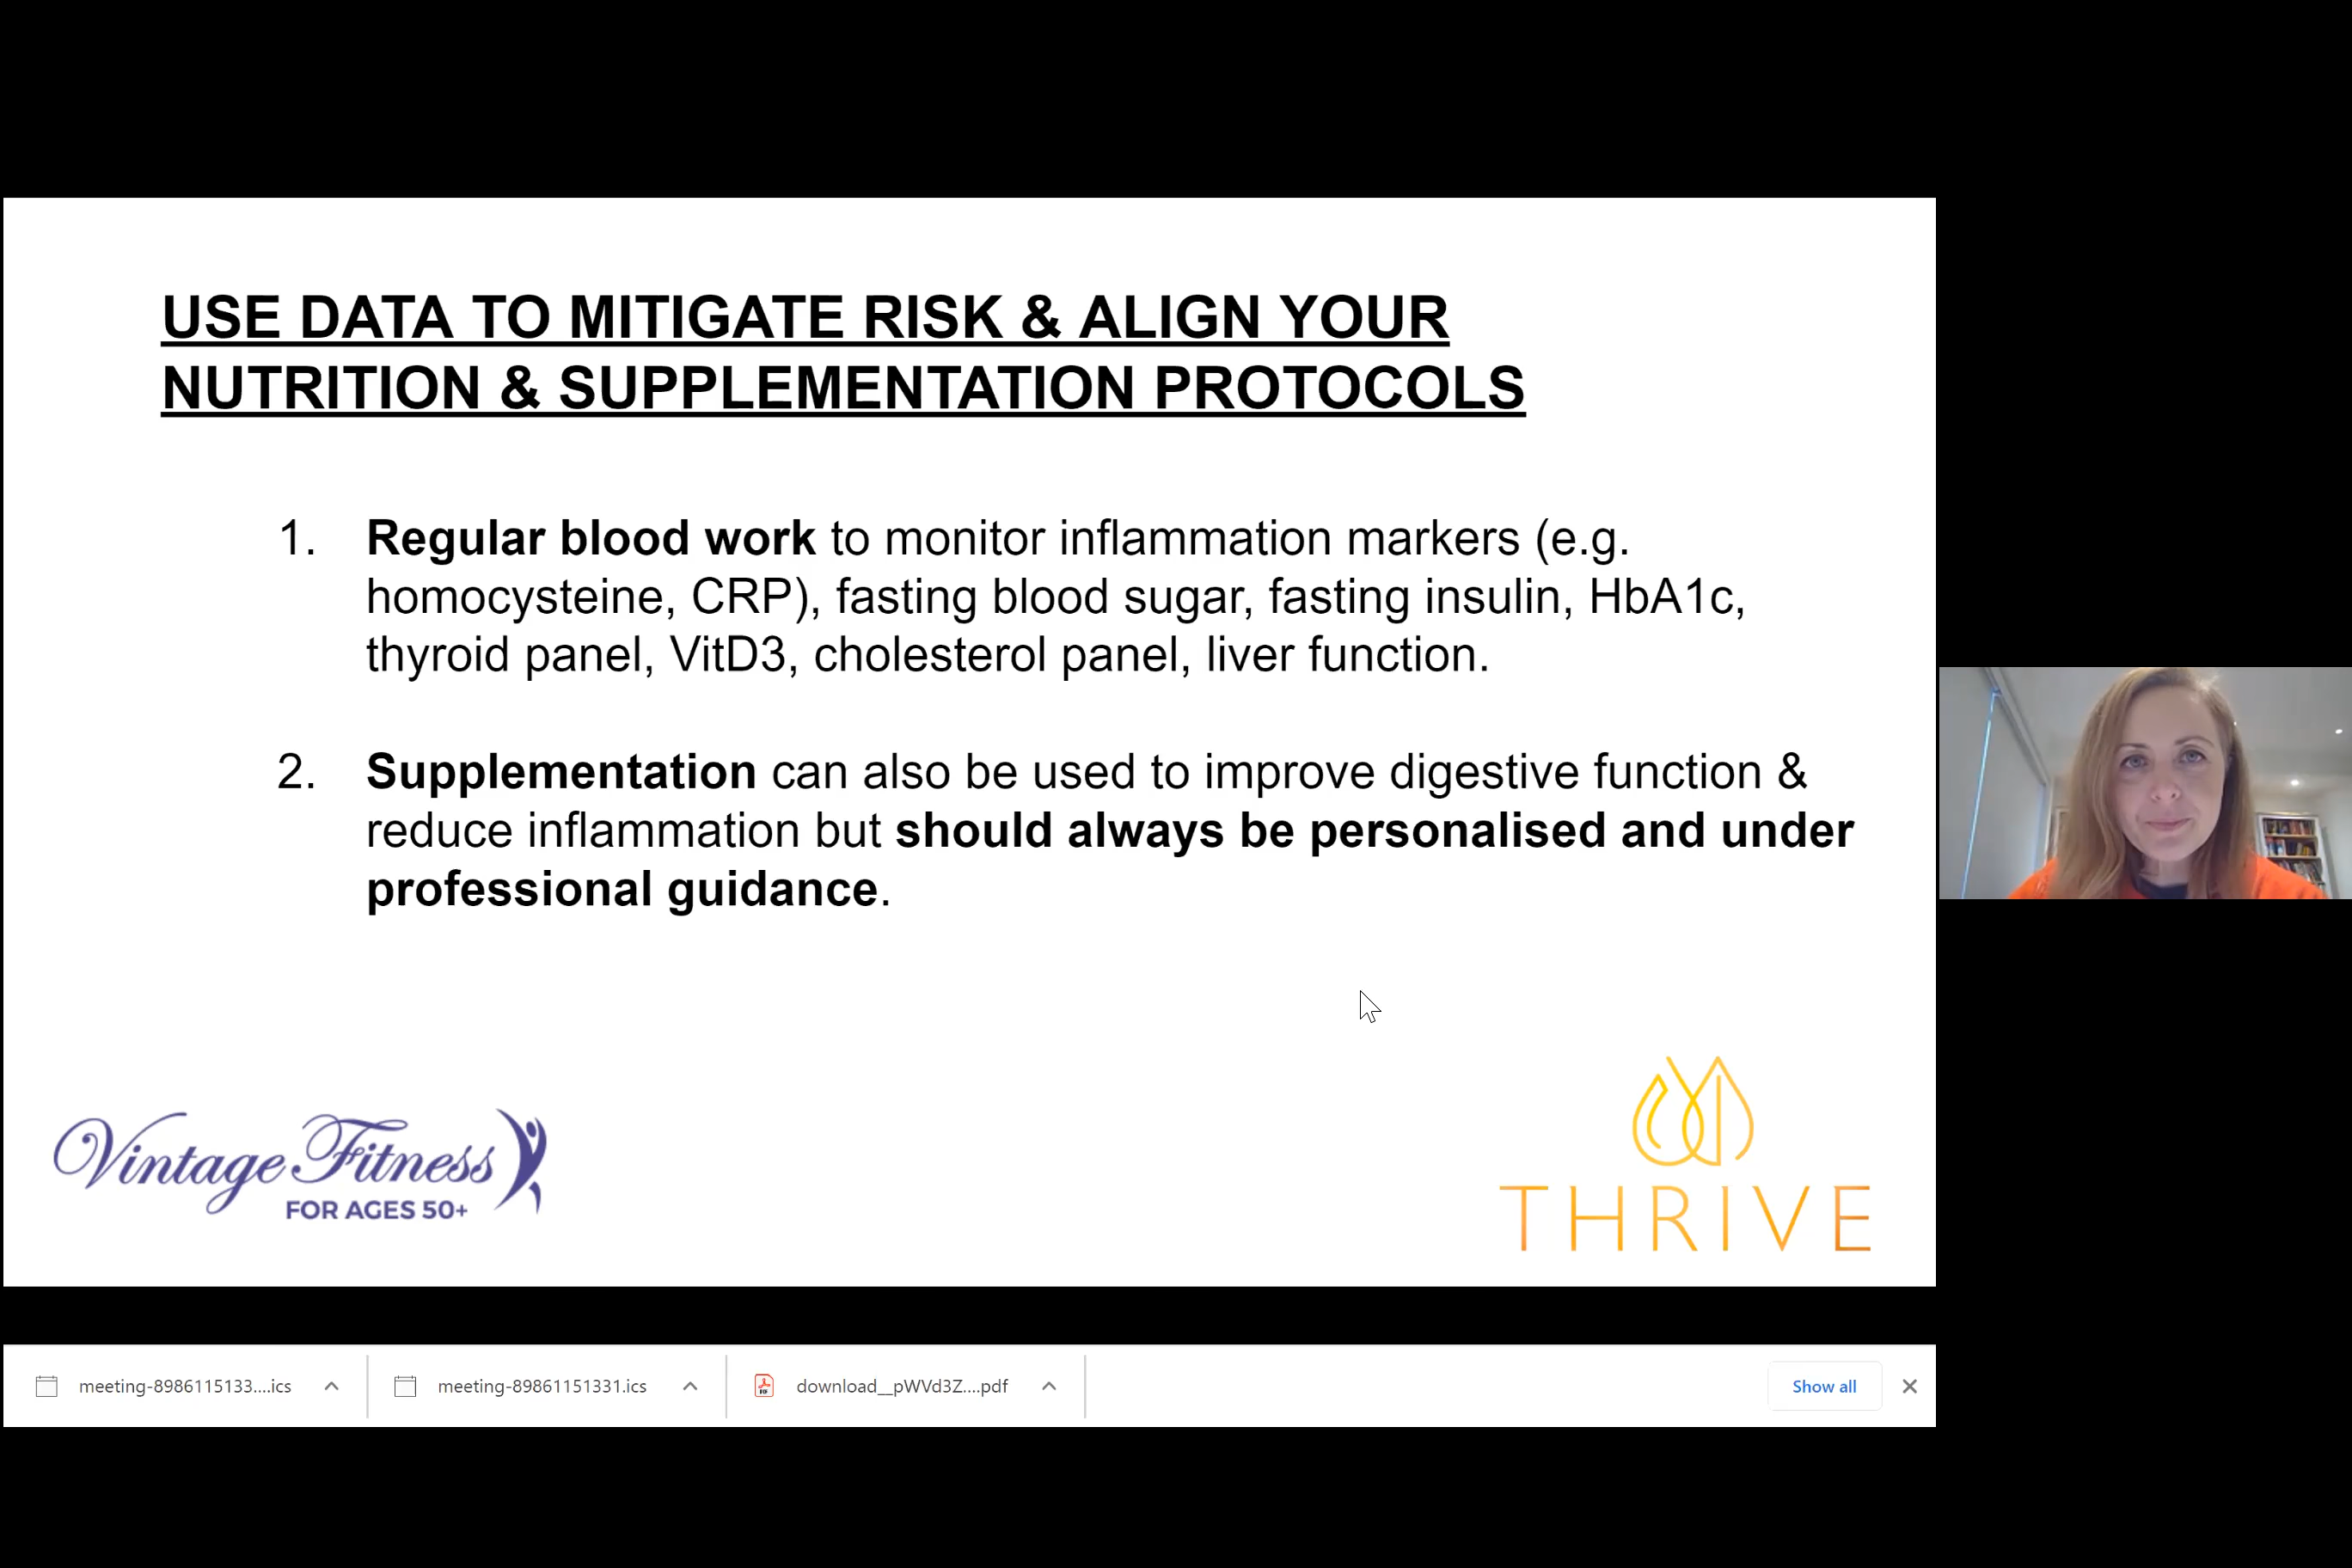 USE DATA TO MITIGATE RISK & ALIGN YOUR
NUTRITION & SUPPLEMENTATION PROTOCOLS
1. Regular blood work to monitor inflammation markers (e.g.
homocysteine, CRP), fasting blood sugar, fasting insulin, HbA1c,
thyroid panel, VitD3, cholesterol panel, liver function.
2. Supplementation can also be used to improve digestive function &
reduce inflammation but should always be personalised and under
professional guidance.
Vintage Fitness
FOR AGES 50+
THRIVE
meeting-8986115133....ics
meeting-89861151331.ics
download__pWVd3Z....pdf
Show all